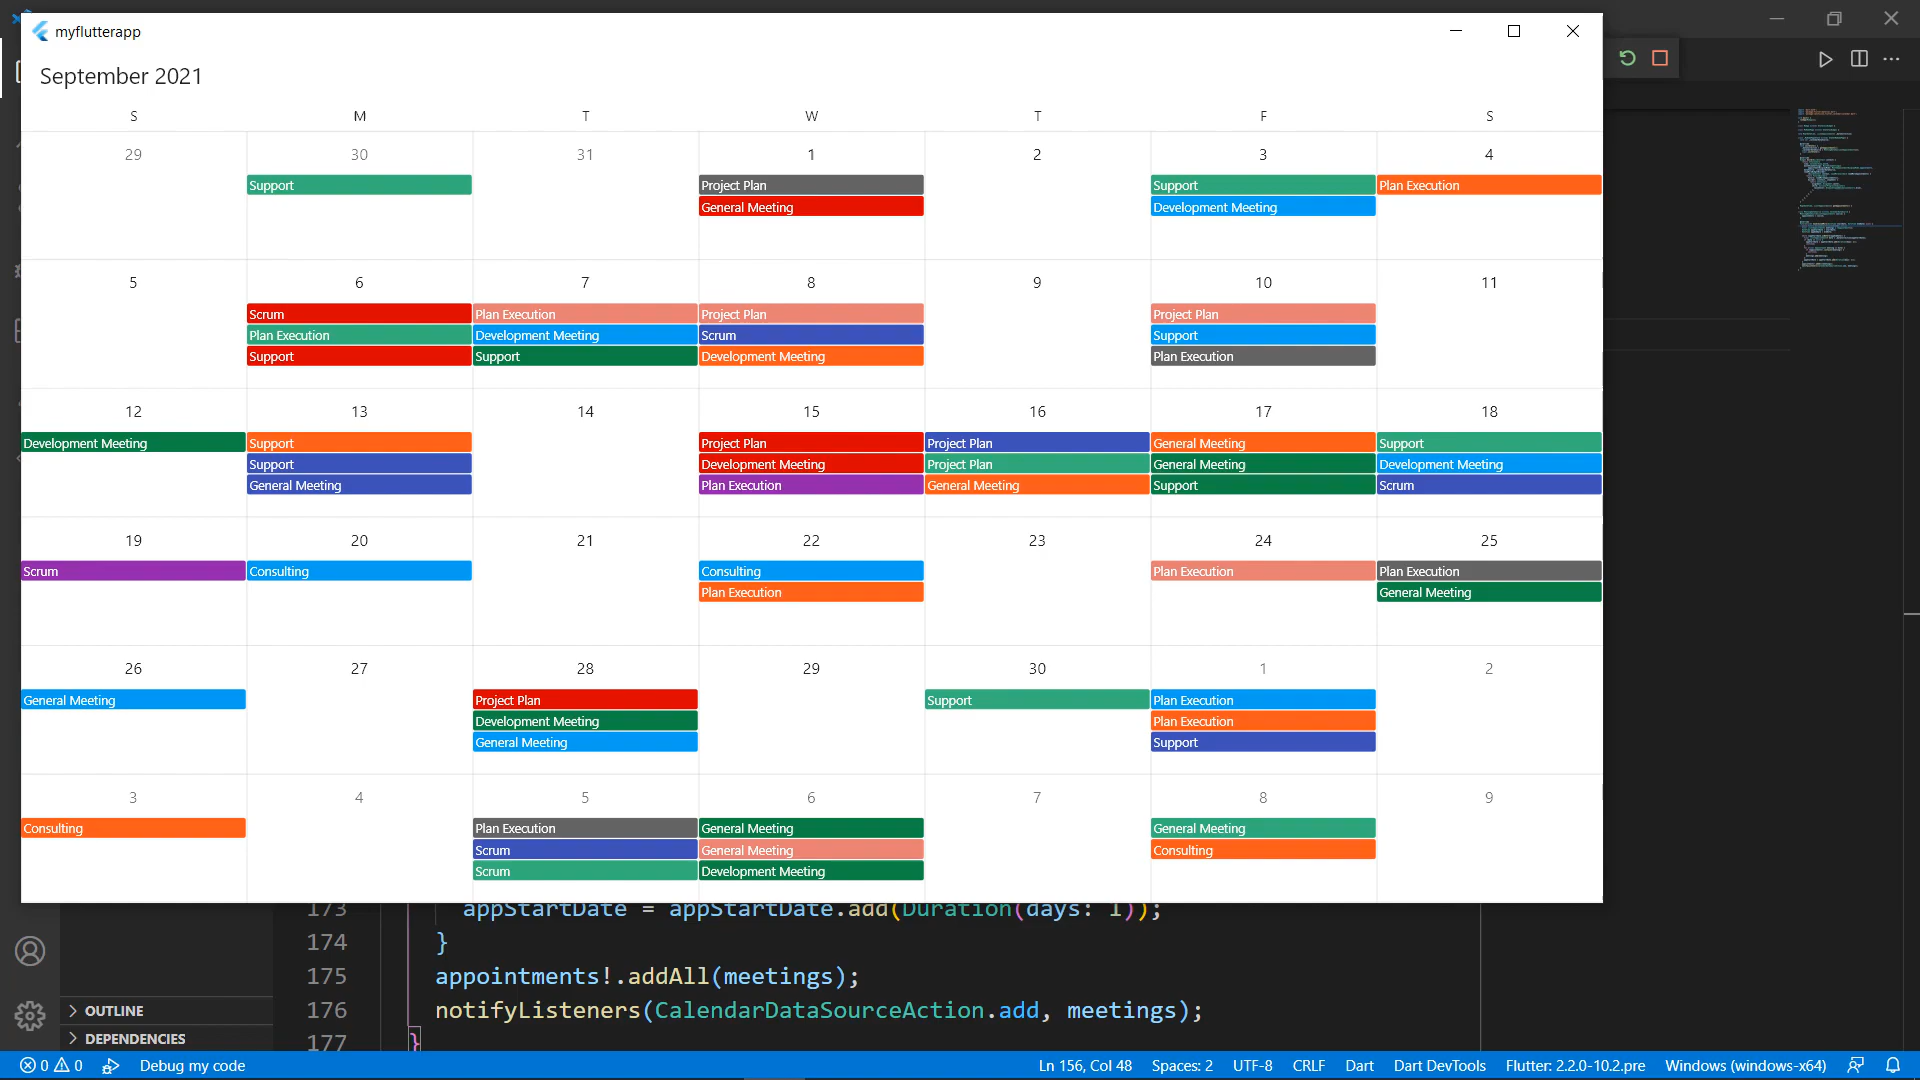 myflutterapp
September 2021
S M T W T F S
29 30 31 1 2 3 4
Support Project Plan Support Plan Execution
General Meeting Development Meeting
5 6 7 8 9 10 11
Scrum Plan Execution Project Plan Project Plan
Plan Execution Development Meeting Scrum Support
Support Support Development Meeting Plan Execution
12 13 14 15 16 17 18
Development Meeting Support Project Plan Project Plan General Meeting Support
Support Development Meeting Project Plan General Meeting Development Meeting
General Meeting Plan Execution General Meeting Support Scrum
19 20 21 22 23 24 25
Scrum Consulting Consulting Plan Execution Plan Execution
Plan Execution General Meeting
26 27 28 29 30 1 2
General Meeting Project Plan Support Plan Execution
Development Meeting Plan Execution
General Meeting Support
3 4 5 6 7 8 9
Consulting Plan Execution General Meeting General Meeting
Scrum General Meeting Consulting
Scrum Development Meeting
173 appStartDate = appStartDate.add(Duration(days: 1));
174 }
175 appointments!.addAll(meetings);
176 notifyListeners(CalendarDataSourceAction.add, meetings);
177 }
OUTLINE
DEPENDENCIES
0 0 Debug my code Ln 156, Col 48 Spaces: 2 UTF-8 CRLF Dart Dart DevTools Flutter: 2.2.0-10.2.pre Windows (windows-x64)